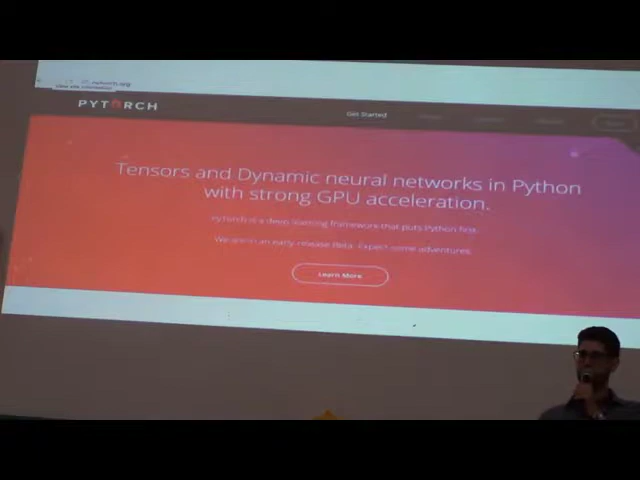 PYTORCH
Get Started
Tensors and Dynamic neural networks in Python
with strong GPU acceleration.
PyTorch is a deep learning framework that puts Python first.
We are in an early-release Beta. Expect some adventures.
Learn More